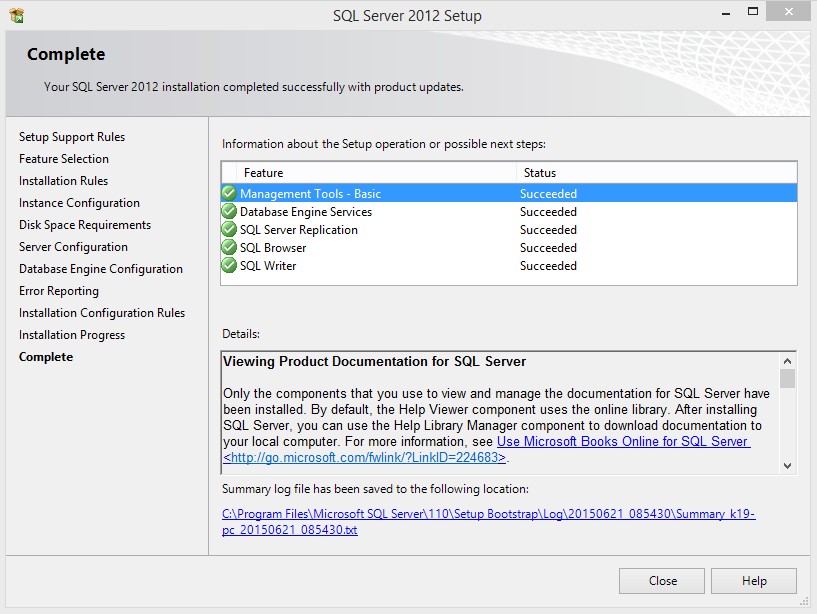 SQL Server 2012 Setup
Complete
Your SQL Server 2012 installation completed successfully with product updates.
Setup Support Rules
Feature Selection
Installation Rules
Instance Configuration
Disk Space Requirements
Server Configuration
Database Engine Configuration
Error Reporting
Installation Configuration Rules
Installation Progress
Complete
Information about the Setup operation or possible next steps:
Feature Status
Management Tools - Basic Succeeded
Database Engine Services Succeeded
SQL Server Replication Succeeded
SQL Browser Succeeded
SQL Writer Succeeded
Details:
Viewing Product Documentation for SQL Server
Only the components that you use to view and manage the documentation for SQL Server have
been installed. By default, the Help Viewer component uses the online library. After installing
SQL Server, you can use the Help Library Manager component to download documentation to
your local computer. For more information, see Use Microsoft Books Online for SQL Server
<http://go.microsoft.com/fwlink/?LinkID=224683>.
Summary log file has been saved to the following location:
C:\Program Files\Microsoft SQL Server\110\Setup Bootstrap\Log\20150621_085430\Summary_k19-
pc_20150621_085430.txt
Close Help